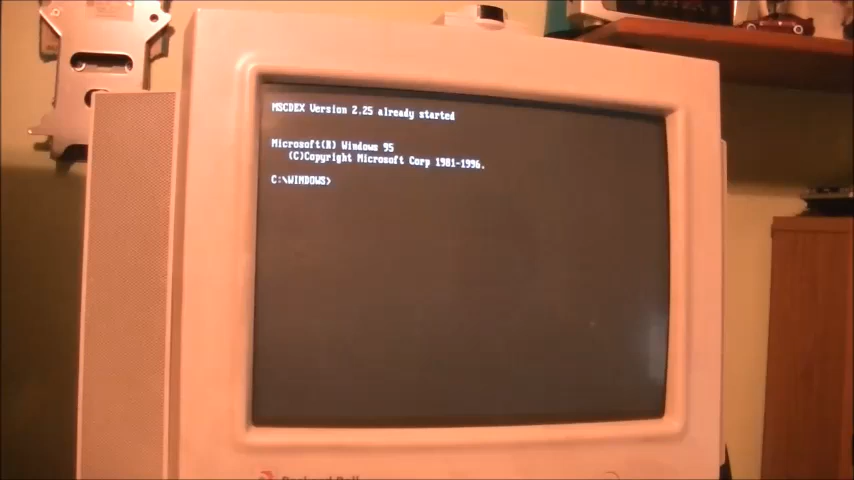 MSCDEX Version 2.25 already started
Microsoft(R) Windows 95
(C)Copyright Microsoft Corp 1981-1996.
C:\WINDOWS>